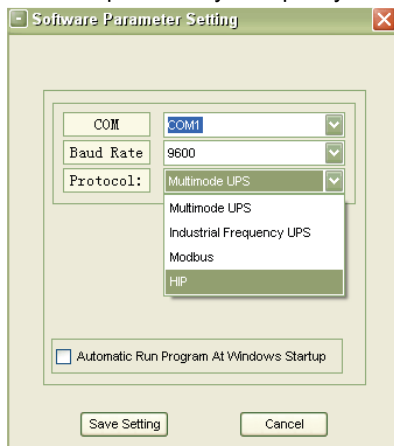 Software Parameter Setting
COM COM1
Baud Rate 9600
Protocol: Multimode UPS
Multimode UPS
Industrial Frequency UPS
Modbus
HIP
Automatic Run Program At Windows Startup
Save Setting Cancel